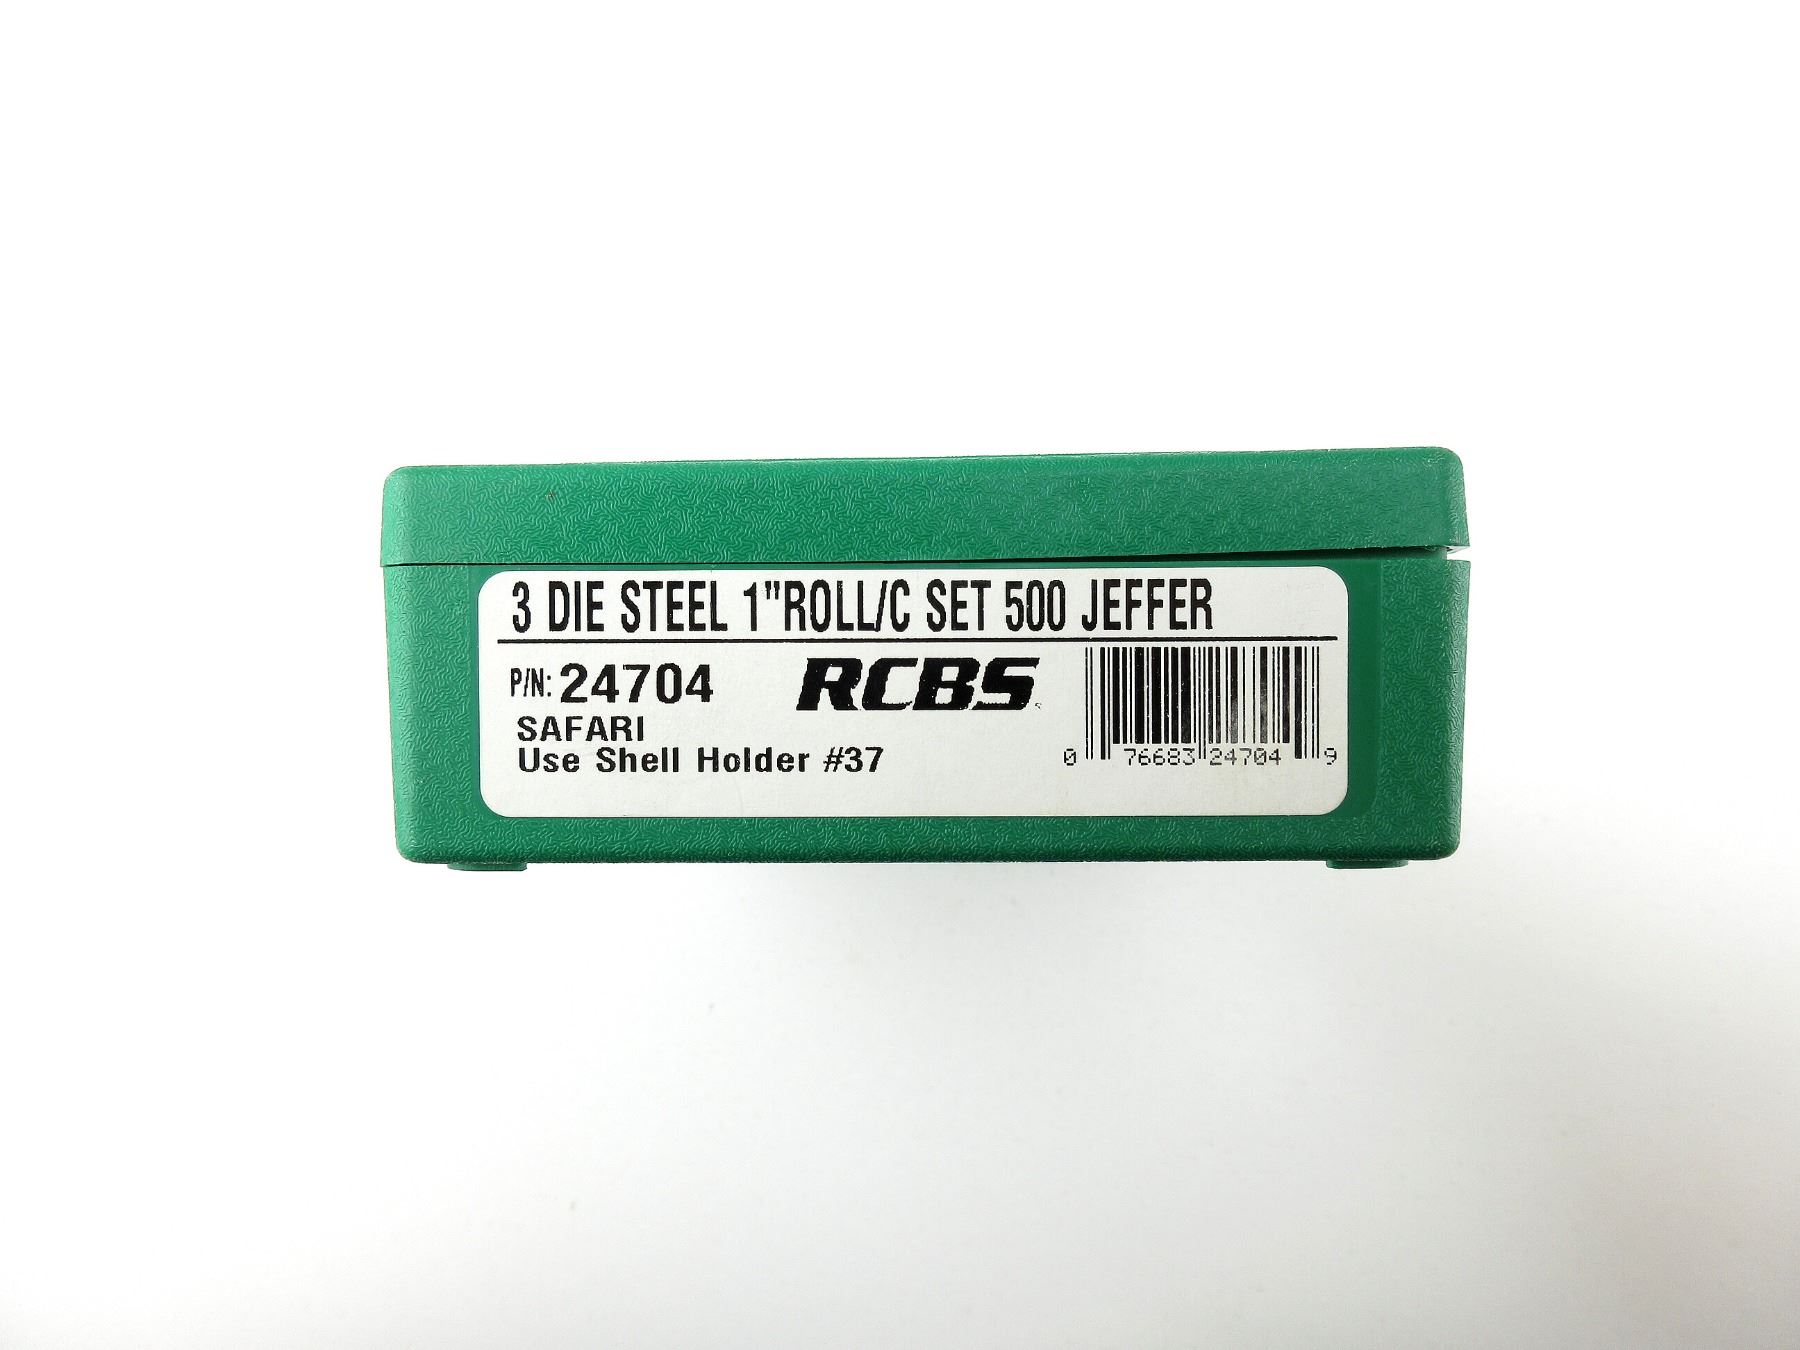 3 DIE STEEL 1"ROLL/C SET 500 JEFFER
P/N: 24704
RCBS
SAFARI
Use Shell Holder #37
0 76683 24704 9